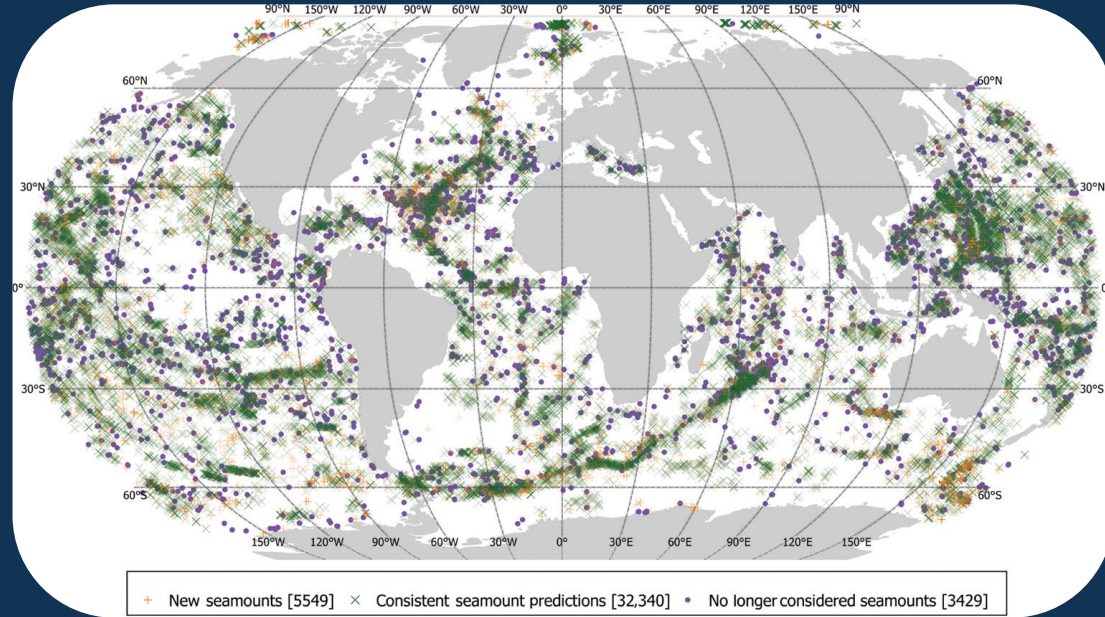 90°N 150°W 120°W 90°W 60°W 30°W 0° 30°E 60°E 90°E 120°E 150°E 90°N
60°N 60°N
30°N 30°N
0° 0
30°S 30°S
60°S 60°S
150°W 120°W 90°W 60°W 30°W 0° 30°E 60°E 90°E 120°E 150°E
New seamounts [5549] Consistent seamount predictions [32,340] No longer considered seamounts [3429]